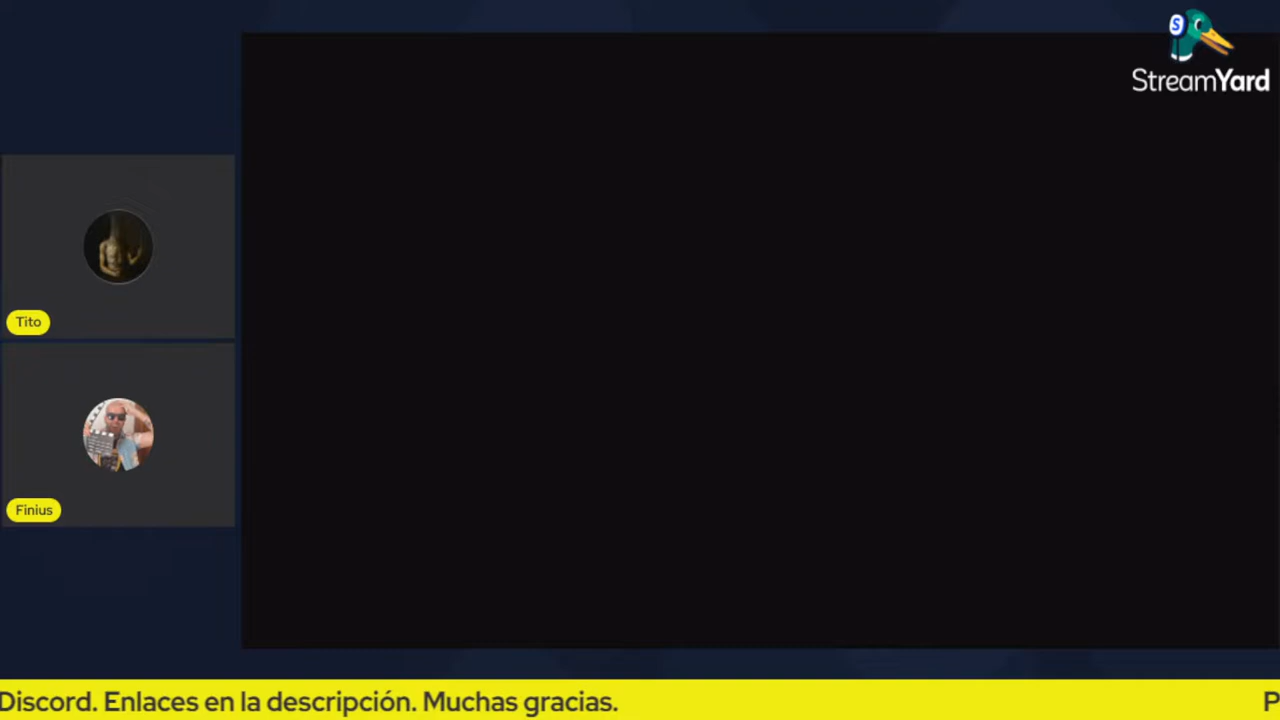 S
StreamYard
Tito
Finius
Discord. Enlaces en la descripción. Muchas gracias.
P